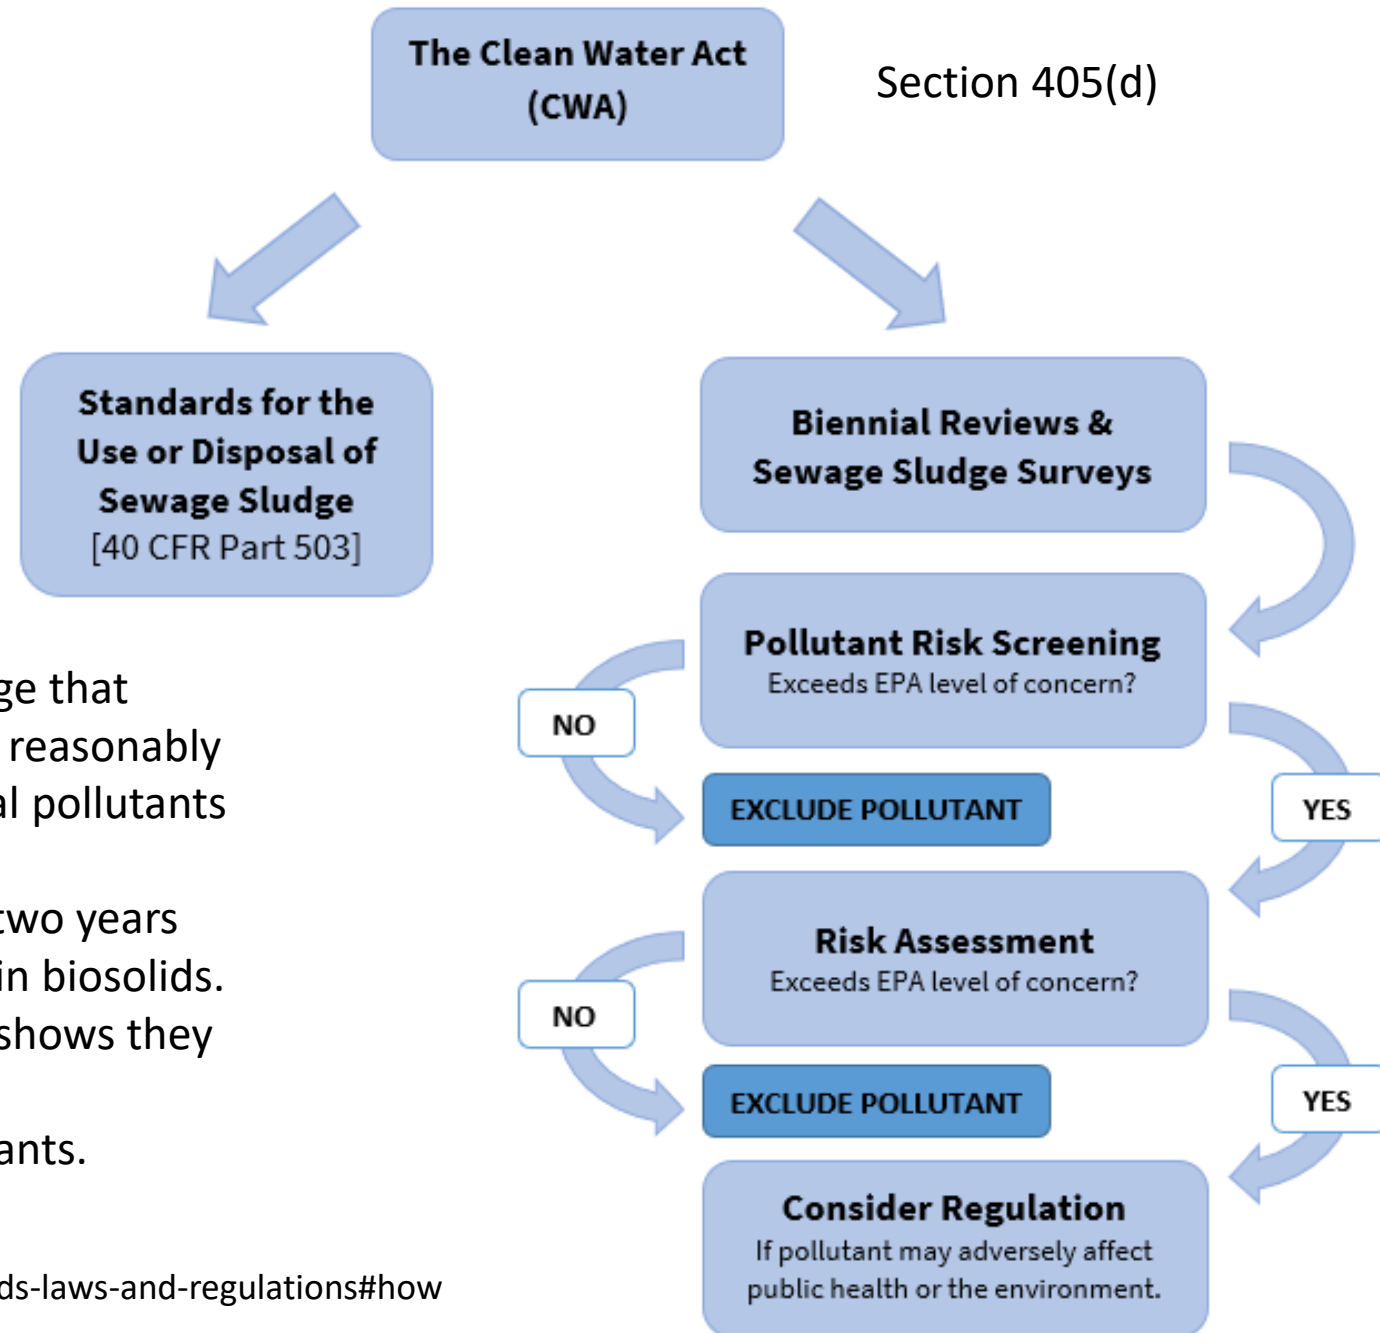 The Clean Water Act
(CWA)
Section 405(d)
Standards for the
Use or Disposal of
Sewage Sludge
[40 CFR Part 503]
Biennial Reviews &
Sewage Sludge Surveys
Pollutant Risk Screening
Exceeds EPA level of concern?
NO
EXCLUDE POLLUTANT
YES
Risk Assessment
Exceeds EPA level of concern?
NO
EXCLUDE POLLUTANT
YES
Consider Regulation
If pollutant may adversely affect
public health or the environment.
ge that
reasonably
al pollutants
two years
in biosolids.
shows they
ants.
ds-laws-and-regulations#how